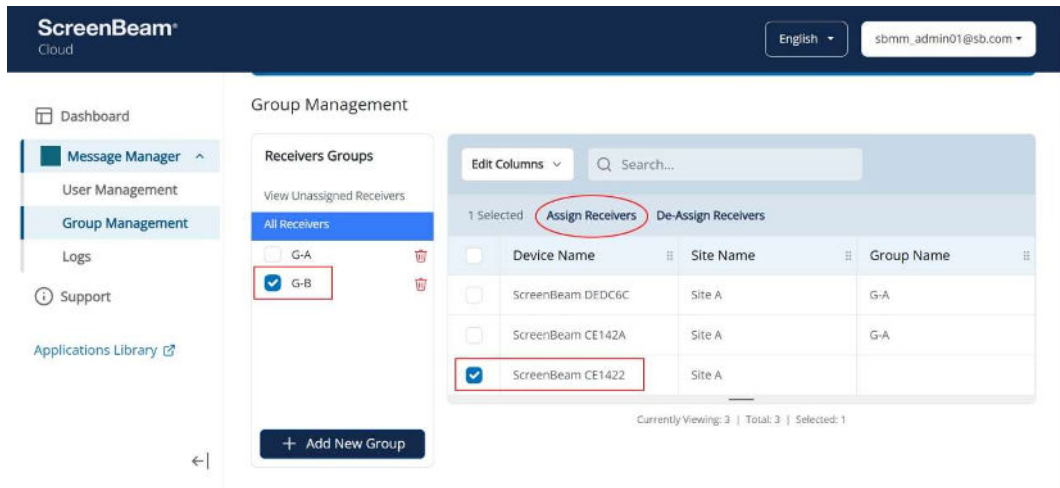 ScreenBeam®
Cloud
English
sbmm_admin01@sb.com
Dashboard
Message Manager
User Management
Group Management
Logs
Support
Applications Library
Group Management
Receivers Groups
View Unassigned Receivers
All Receivers
G-A
G-B
+ Add New Group
Edit Columns
Search...
1 Selected Assign Receivers De-Assign Receivers
Device Name Site Name Group Name
ScreenBeam DEDC6C Site A G-A
ScreenBeam CE142A Site A G-A
ScreenBeam CE1422 Site A
Currently Viewing: 3 | Total: 3 | Selected: 1